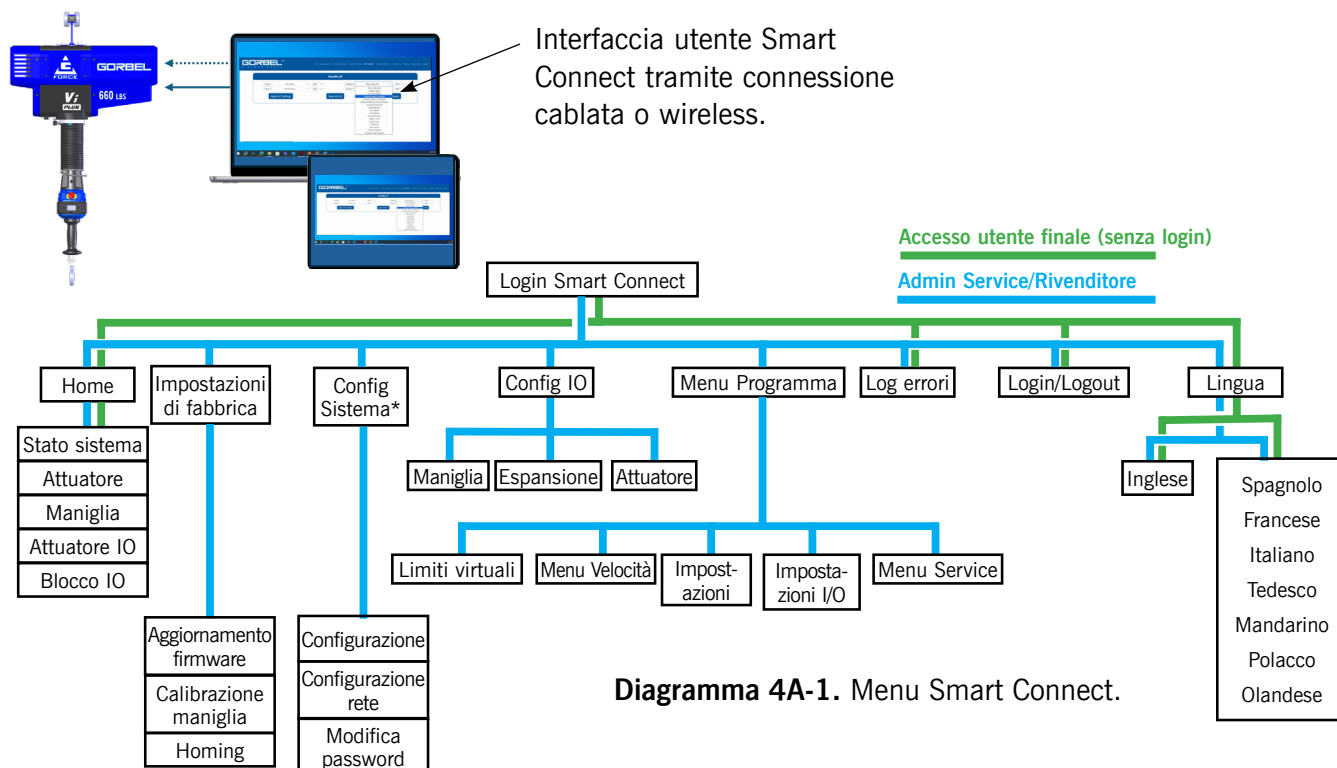 GORBEL
E
FORCE
Vi
PLUS
660 LBS
GORBEL
GORBEL
Interfaccia utente Smart
Connect tramite connessione
cablata o wireless.
Accesso utente finale (senza login)
Admin Service/Rivenditore
Login Smart Connect
Home
Impostazioni
di fabbrica
Config
Sistema*
Config IO
Menu Programma
Log errori
Login/Logout
Lingua
Stato sistema
Attuatore
Maniglia
Attuatore IO
Blocco IO
Maniglia
Espansione
Attuatore
Inglese
Spagnolo
Francese
Italiano
Tedesco
Mandarino
Polacco
Olandese
Limiti virtuali
Menu Velocità
Impost-
azioni
Imposta-
zioni I/O
Menu Service
Aggiornamento
firmware
Calibrazione
maniglia
Homing
Configurazione
Configurazione
rete
Modifica
password
Diagramma 4A-1. Menu Smart Connect.